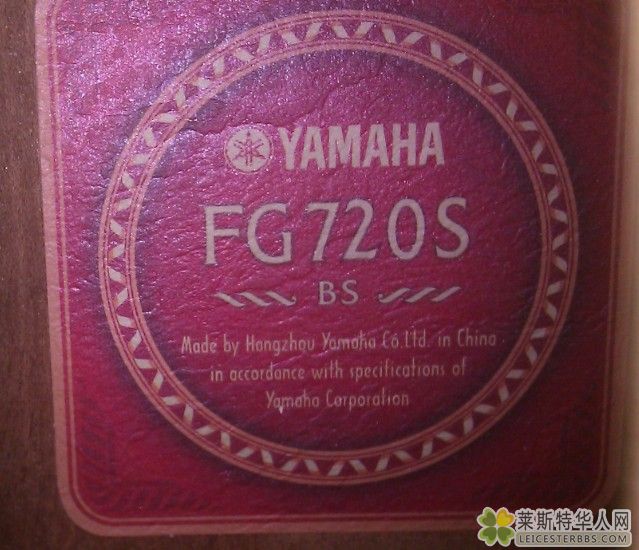 YAMAHA
FG720S
BS
Made by Hangzhou Yamaha Co.Ltd. in China
in accordance with specifications of
Yamaha Corporation
莱斯特华人网
LEICESTERBBS.COM